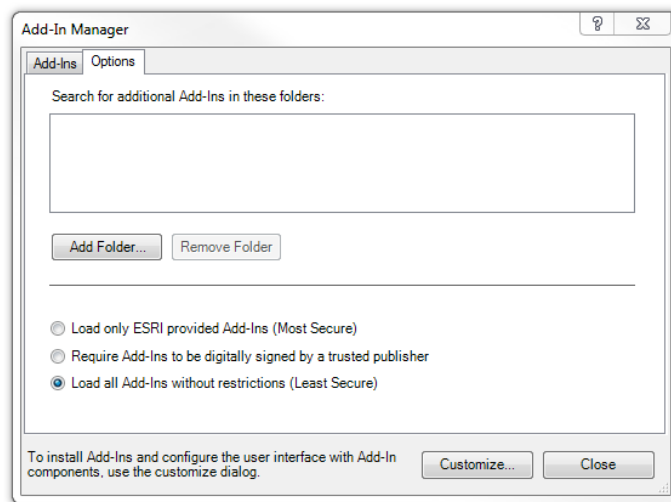 Add-In Manager
Add-Ins
Options
Search for additional Add-Ins in these folders:
Add Folder...
Remove Folder
Load only ESRI provided Add-Ins (Most Secure)
Require Add-Ins to be digitally signed by a trusted publisher
Load all Add-Ins without restrictions (Least Secure)
To install Add-Ins and configure the user interface with Add-In
components, use the customize dialog.
Customize...
Close